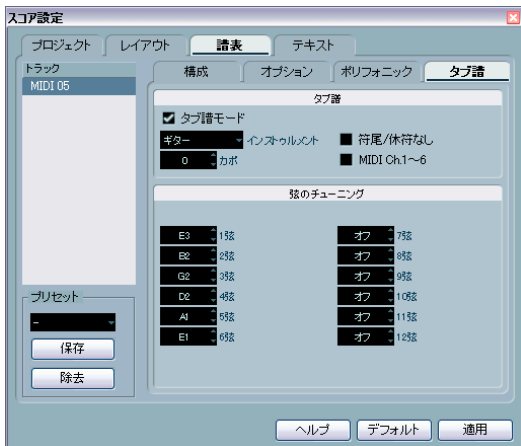 スコア設定
プロジェクト レイアウト 譜表 テキスト
トラック
MIDI 05
構成 オプション ポリフォニック タブ譜
タブ譜
タブ譜モード
ギター インストゥルメント 符尾/休符なし
0 カポ MIDI Ch.1～6
弦のチューニング
E3 1弦 オフ 7弦
B2 2弦 オフ 8弦
G2 3弦 オフ 9弦
D2 4弦 オフ 10弦
A1 5弦 オフ 11弦
E1 6弦 オフ 12弦
プリセット
-
保存
除去
ヘルプ デフォルト 適用